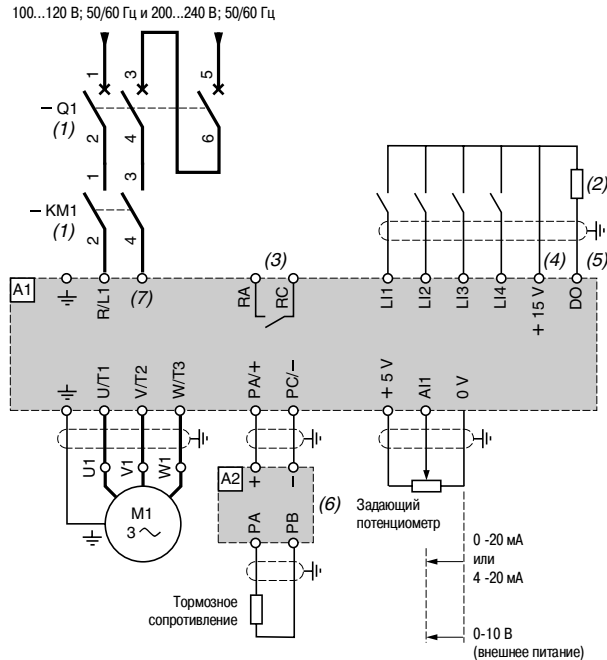 100...120 В; 50/60 Гц и 200...240 В; 50/60 Гц
1 3 5
– Q1
(1)
2 4 6
1 3
– KM1
(1)
2 4
(2)
A1
R/L1
(7)
(3)
RA
RC
LI1
LI2
LI3
LI4
(4)
+ 15 V
(5)
DO
U/T1
V/T2
W/T3
PA/+
PC/–
+ 5 V
AI1
0 V
U1
V1
W1
M1
3 ~
A2
+ –
(6)
PA
PB
Тормозное
сопротивление
Задающий
потенциометр
0 -20 мА
или
4 -20 мА
0-10 В
(внешнее питание)